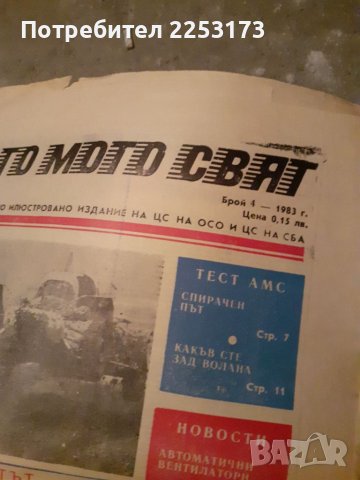 Потребител 2253173
ТО МОТО СВЯТ
Брой 4 — 1983 г.
Цена 0,15 лв.
О ИЛЮСТРОВАНО ИЗДАНИЕ НА ЦС НА ОСО И ЦС НА СБА
ТЕСТ АМС
СПИРАЧЕН
ПЪТ
Стр. 7
КАКЪВ СТЕ
ЗАД ВОЛАНА
Стр. 11
НОВОСТИ
АВТОМАТИЧНИ
ВЕНТИЛАТОРИ
BAZAR